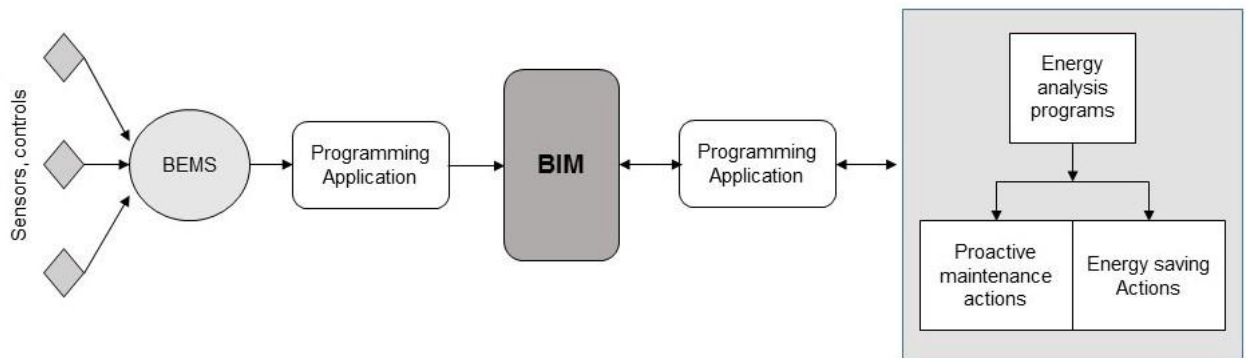 Sensors, controls
BEMS
Programming
Application
BIM
Programming
Application
Energy
analysis
programs
Proactive
maintenance
actions
Energy saving
Actions